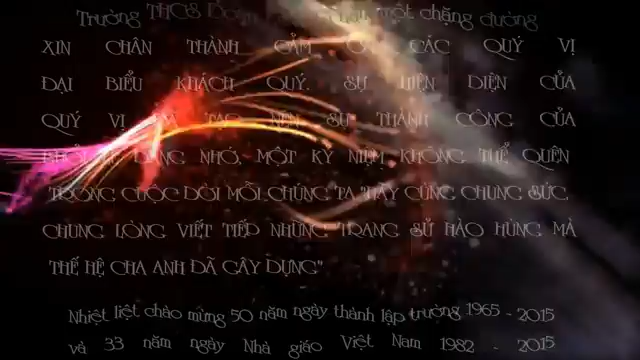 Trường THCS một chặng đường
XIN CHÂN THÀNH CẢM CÁC QUÝ VỊ
ĐẠI BIỂU KHÁCH QUÝ. SỰ HIỆN DIỆN CỦA
QUÝ VỊ ĐÃ TẠO NÊN SỰ THÀNH CÔNG CỦA
ĐÁNG NHỚ, MỘT KỶ NIỆM KHÔNG THỂ QUÊN
TRONG CUỘC ĐỜI MỖI CHÚNG TA "HÃY CÙNG CHUNG SỨC,
CHUNG LÒNG VIẾT TIẾP NHỮNG TRANG SỬ HÀO HÙNG MÀ
THẾ HỆ CHA ANH ĐÃ GÂY DỰNG"
Nhiệt liệt chào mừng 50 năm ngày thành lập trường 1965 - 2015
và 33 năm ngày Nhà giáo Việt Nam 1982 - 2015